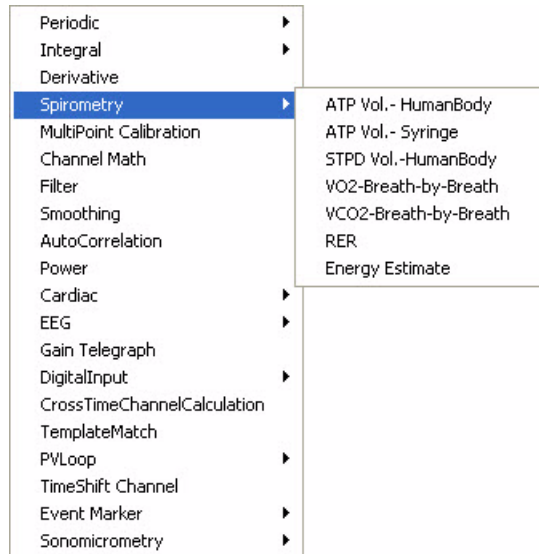 Periodic
Integral
Derivative
Spirometry
MultiPoint Calibration
Channel Math
Filter
Smoothing
AutoCorrelation
Power
Cardiac
EEG
Gain Telegraph
DigitalInput
CrossTimeChannelCalculation
TemplateMatch
PVLoop
TimeShift Channel
Event Marker
Sonomicrometry
ATP Vol.- HumanBody
ATP Vol.- Syringe
STPD Vol.-HumanBody
VO2-Breath-by-Breath
VCO2-Breath-by-Breath
RER
Energy Estimate